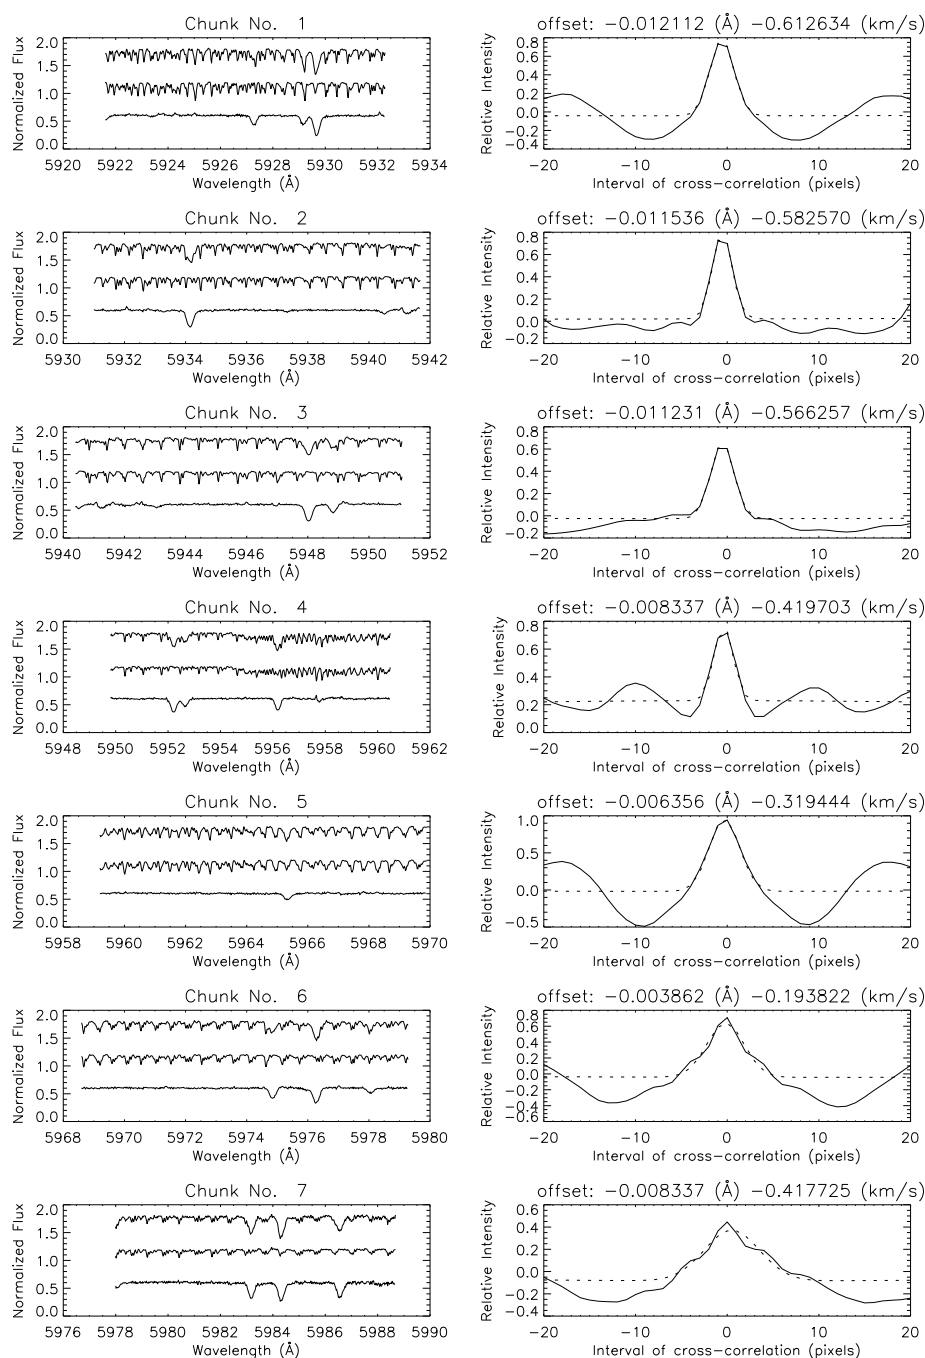 Chunk No. 1
offset: −0.012112 (Å) −0.612634 (km/s)
Normalized Flux
2.0
1.5
1.0
0.5
0.0
5920 5922 5924 5926 5928 5930 5932 5934
Wavelength (Å)
Relative Intensity
0.8
0.6
0.4
0.2
0.0
−0.2
−0.4
−20 −10 0 10 20
Interval of cross−correlation (pixels)
Chunk No. 2
offset: −0.011536 (Å) −0.582570 (km/s)
Normalized Flux
2.0
1.5
1.0
0.5
0.0
5930 5932 5934 5936 5938 5940 5942
Wavelength (Å)
Relative Intensity
0.8
0.6
0.4
0.2
0.0
−0.2
−20 −10 0 10 20
Interval of cross−correlation (pixels)
Chunk No. 3
offset: −0.011231 (Å) −0.566257 (km/s)
Normalized Flux
2.0
1.5
1.0
0.5
0.0
5940 5942 5944 5946 5948 5950 5952
Wavelength (Å)
Relative Intensity
0.8
0.6
0.4
0.2
0.0
−0.2
−20 −10 0 10 20
Interval of cross−correlation (pixels)
Chunk No. 4
offset: −0.008337 (Å) −0.419703 (km/s)
Normalized Flux
2.0
1.5
1.0
0.5
0.0
5948 5950 5952 5954 5956 5958 5960 5962
Wavelength (Å)
Relative Intensity
0.8
0.6
0.4
0.2
0.0
−20 −10 0 10 20
Interval of cross−correlation (pixels)
Chunk No. 5
offset: −0.006356 (Å) −0.319444 (km/s)
Normalized Flux
2.0
1.5
1.0
0.5
0.0
5958 5960 5962 5964 5966 5968 5970
Wavelength (Å)
Relative Intensity
1.0
0.5
0.0
−0.5
−20 −10 0 10 20
Interval of cross−correlation (pixels)
Chunk No. 6
offset: −0.003862 (Å) −0.193822 (km/s)
Normalized Flux
2.0
1.5
1.0
0.5
0.0
5968 5970 5972 5974 5976 5978 5980
Wavelength (Å)
Relative Intensity
0.8
0.6
0.4
0.2
0.0
−0.2
−0.4
−0.6
−20 −10 0 10 20
Interval of cross−correlation (pixels)
Chunk No. 7
offset: −0.008337 (Å) −0.417725 (km/s)
Normalized Flux
2.0
1.5
1.0
0.5
0.0
5976 5978 5980 5982 5984 5986 5988 5990
Wavelength (Å)
Relative Intensity
0.6
0.4
0.2
0.0
−0.2
−0.4
−20 −10 0 10 20
Interval of cross−correlation (pixels)